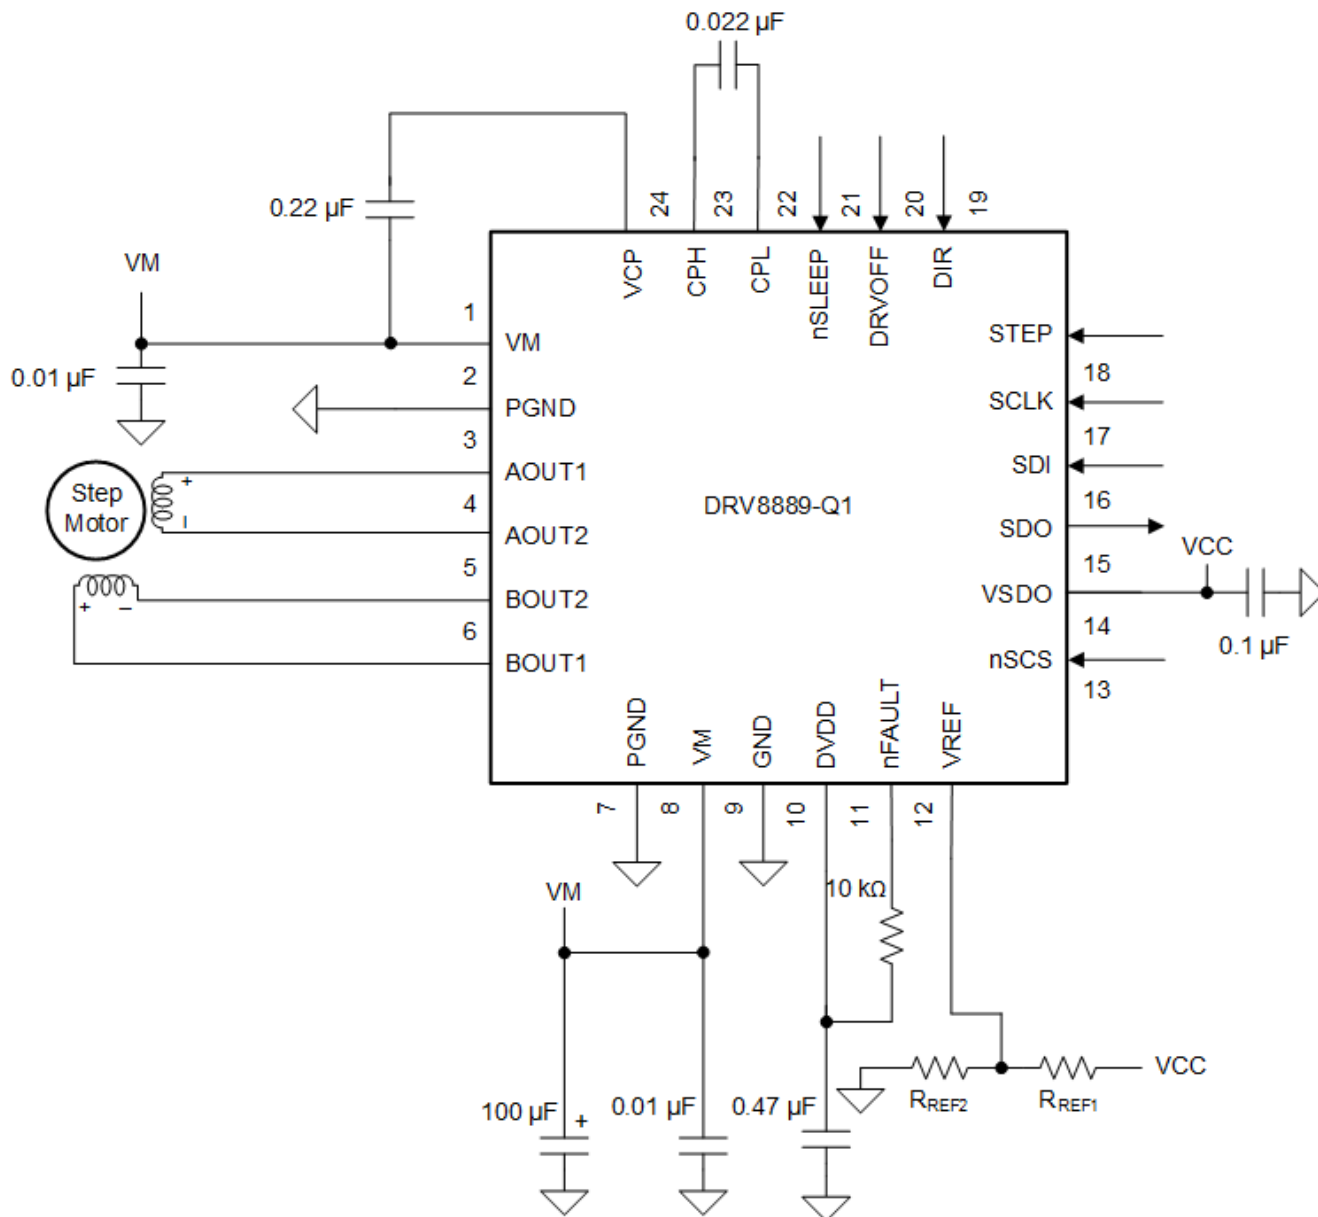 0.022 µF
0.22 µF
24
23
22
21
20
19
VCP
CPH
CPL
nSLEEP
DRVOFF
DIR
VM
0.01 µF
1
VM
2
PGND
3
AOUT1
4
AOUT2
5
BOUT2
6
BOUT1
Step
Motor
+
–
+
–
DRV8889-Q1
STEP
18
SCLK
17
SDI
16
SDO
15
VSDO
14
nSCS
13
VCC
0.1 µF
PGND
VM
GND
DVDD
nFAULT
VREF
7
8
9
10
11
12
VM
10 kΩ
100 µF
+
0.01 µF
0.47 µF
RREF2
RREF1
VCC